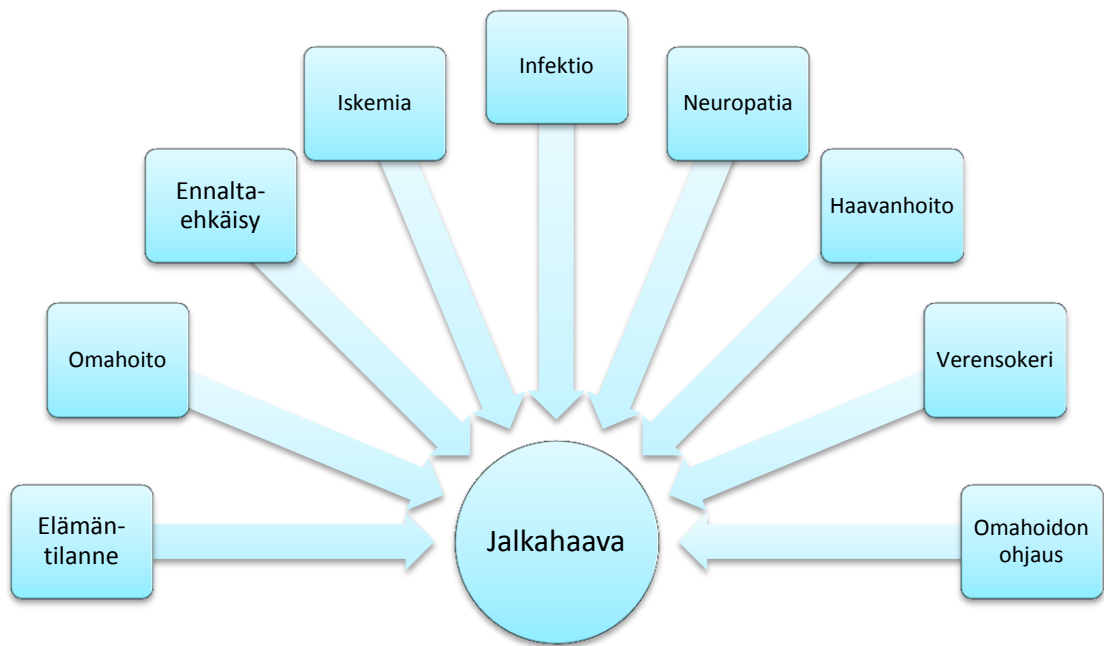 Infektio
Iskemia
Neuropatia
Ennalta-
ehkäisy
Haavanhoito
Omahoito
Verensokeri
Elämän-
tilanne
Jalkahaava
Omahoidon
ohjaus